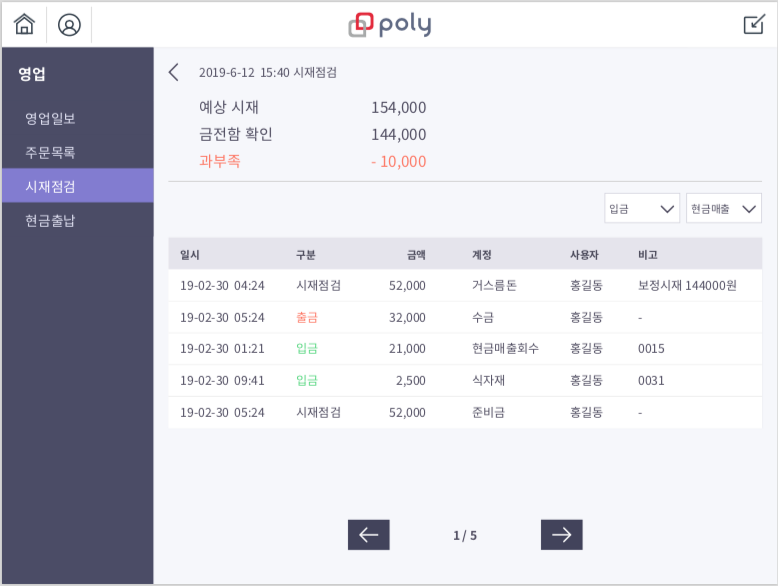 poly
영업
영업일보
주문목록
시재점검
현금출납
2019-6-12 15:40 시재점검
예상 시재 154,000
금전함 확인 144,000
과부족 - 10,000
입금 현금매출
일시 구분 금액 계정 사용자 비고
19-02-30 04:24 시재점검 52,000 거스름돈 홍길동 보정시재 144000원
19-02-30 05:24 출금 32,000 수금 홍길동 -
19-02-30 01:21 입금 21,000 현금매출회수 홍길동 0015
19-02-30 09:41 입금 2,500 식자재 홍길동 0031
19-02-30 05:24 시재점검 52,000 준비금 홍길동 -
1 / 5